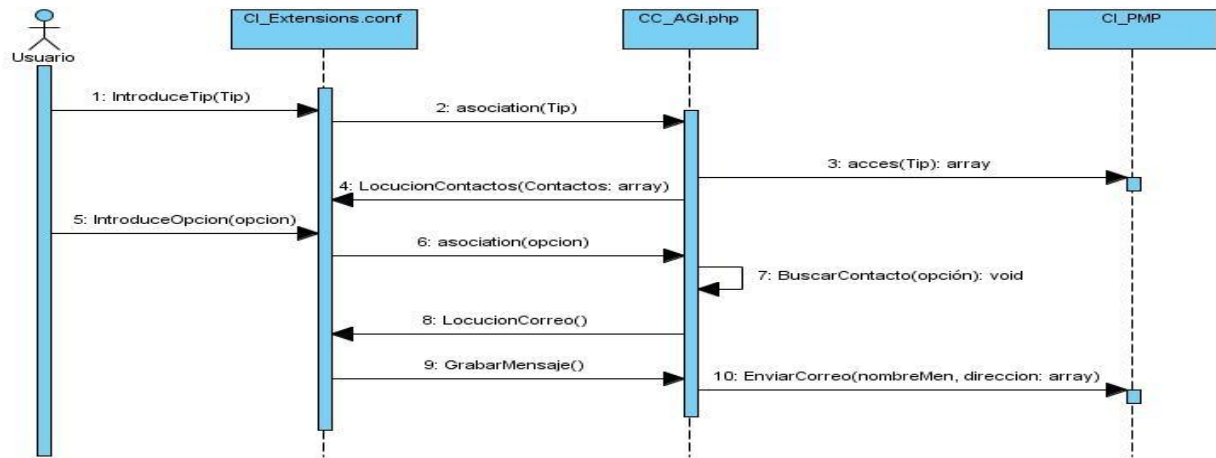 CI_Extensions.conf
CC_AGI.php
CI_PMP
Usuario
1: IntroduceTip(Tip)
2: asociation(Tip)
3: acces(Tip): array
4: LocucionContactos(Contactos: array)
5: IntroduceOpcion(opcion)
6: asociation(opcion)
7: BuscarContacto(opción): void
8: LocucionCorreo()
9: GrabarMensaje()
10: EnviarCorreo(nombreMen, direccion: array)